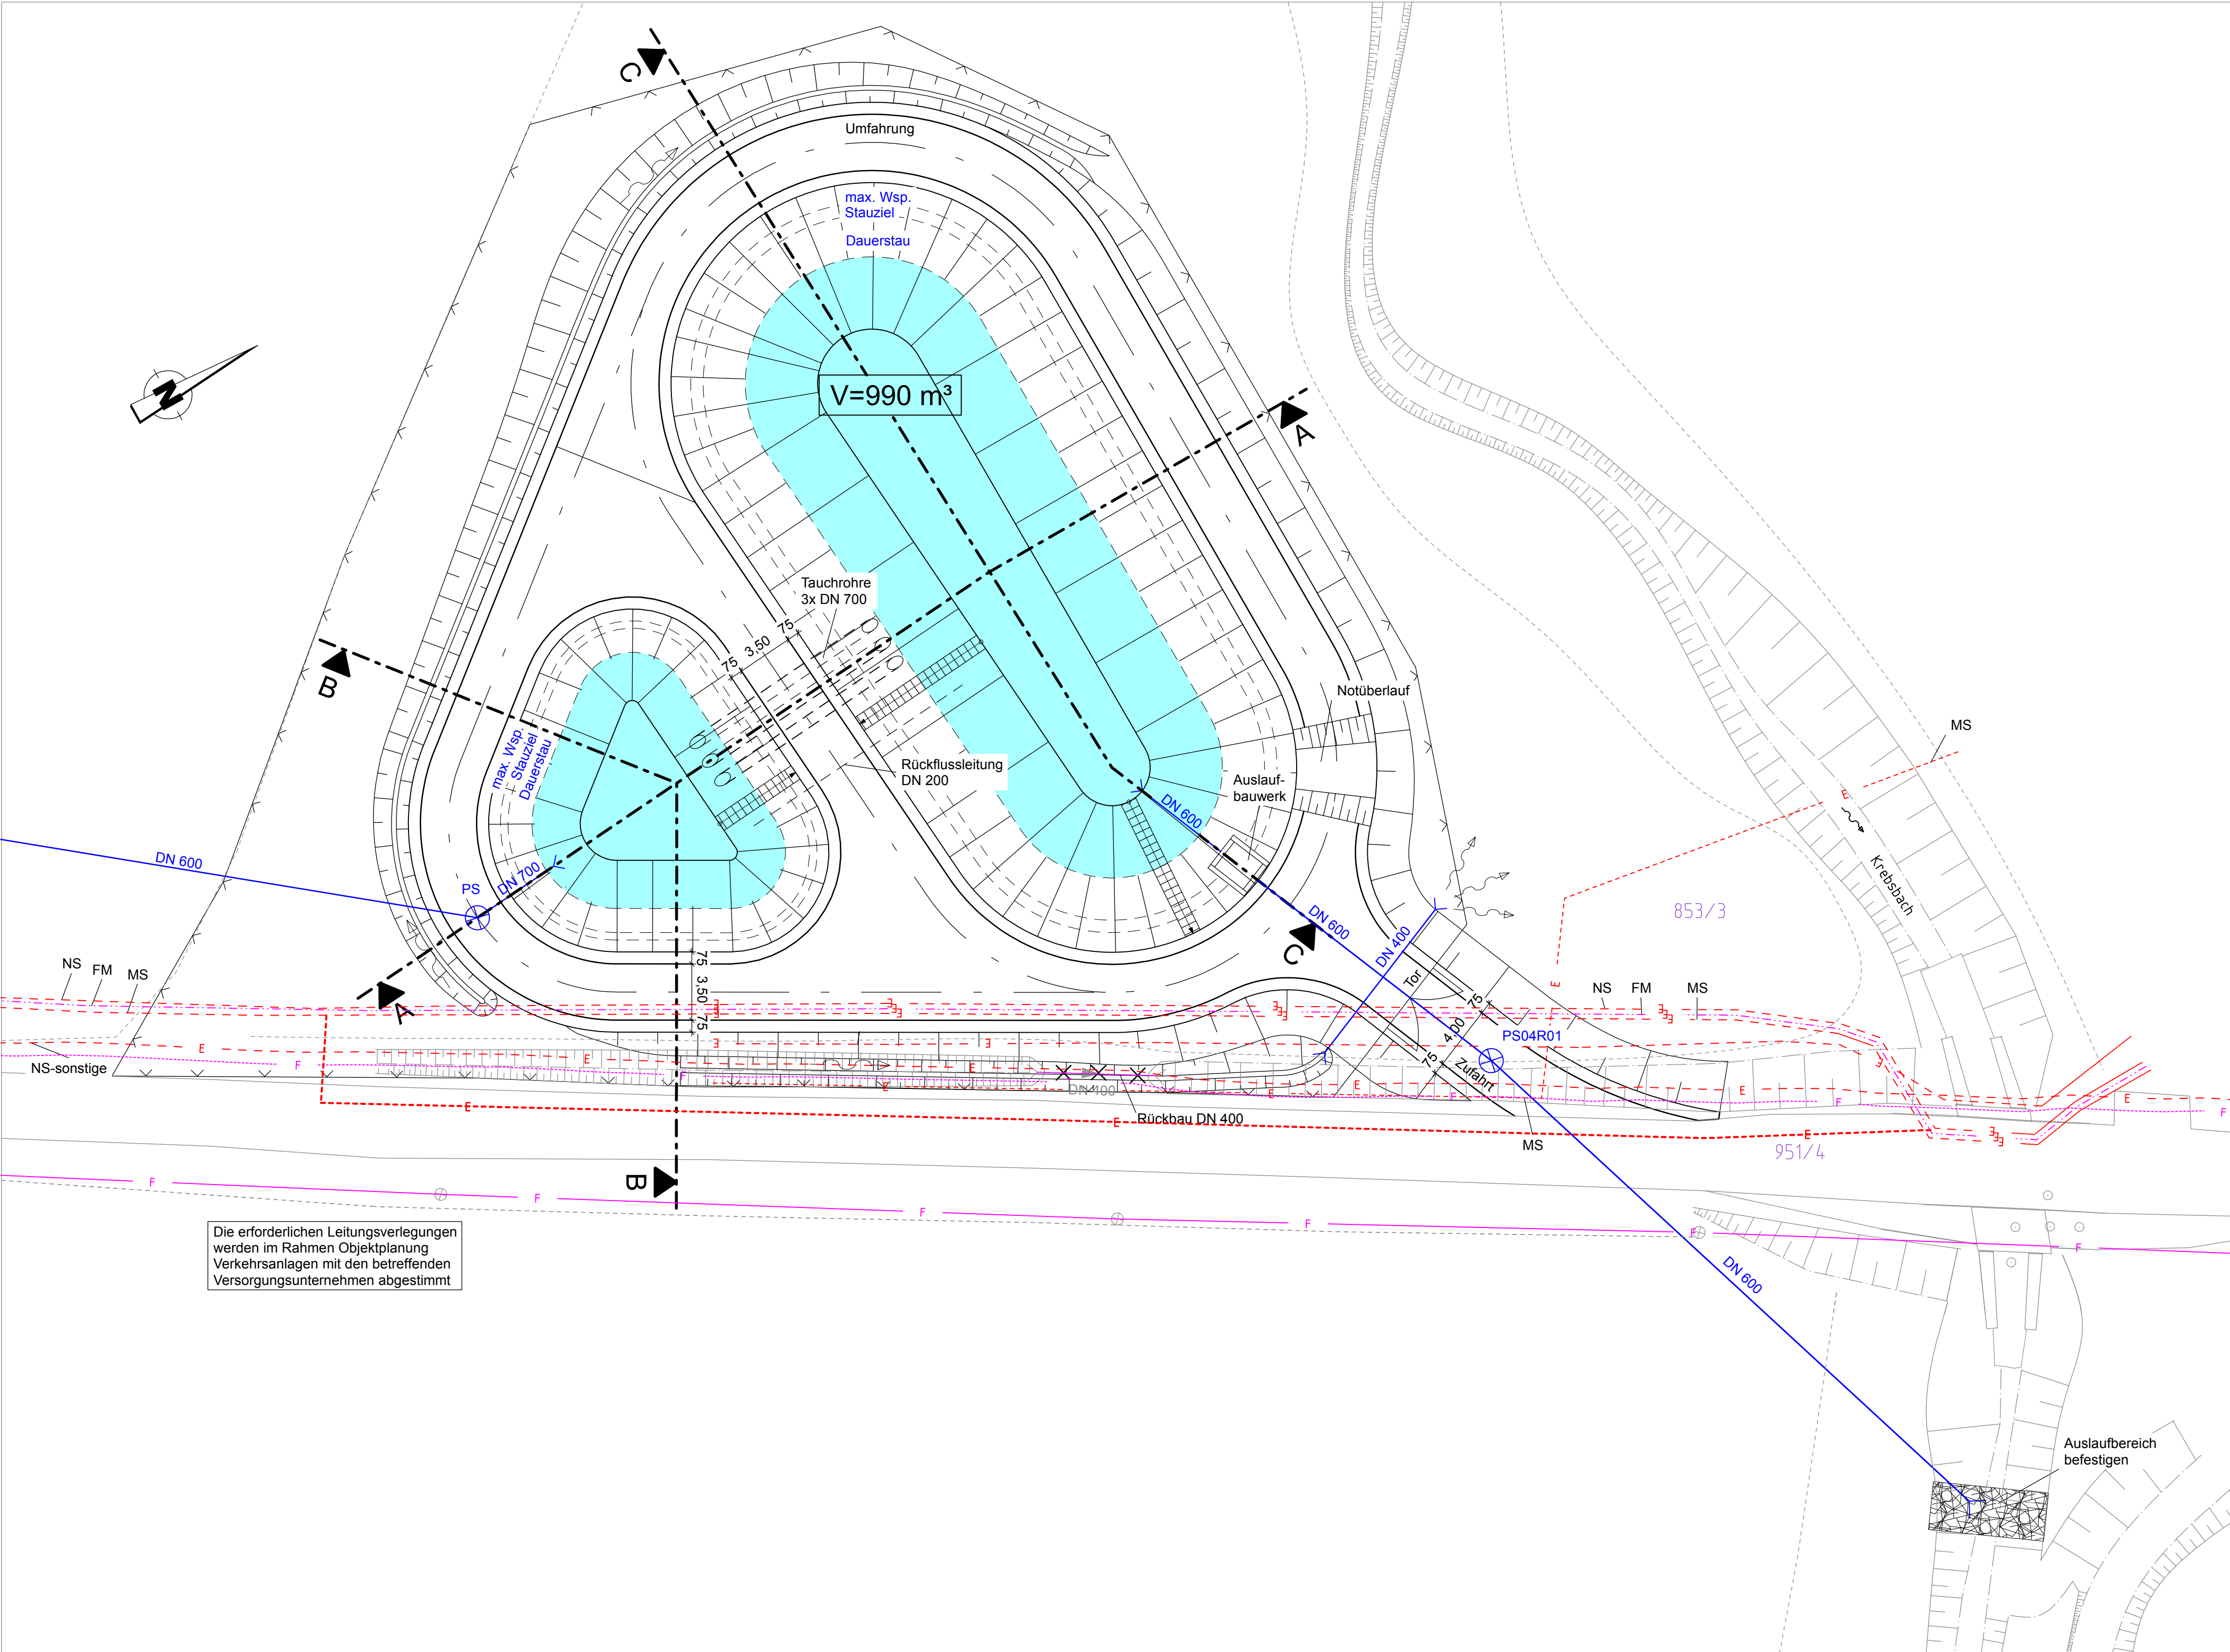 C
Umfahrung
max. Wsp.
Stauziel
Dauerstau
N
V=990 m³
A
Tauchrohre
3x DN 700
75
3,50
75
B
Notüberlauf
MS
E
max. Wsp.
Stauziel
Dauerstau
Rückflussleitung
DN 200
Auslauf-
bauwerk
DN 600
DN 600
PS
DN 700
Krebsbach
853/3
DN 600
DN 400
C
Tor
E
NS
FM
MS
A
75
3,50
75
E
E
E
E
E
E
E
E
E
75
4,00
75
NS
FM
MS
E
E
E
PS04R01
Zufahrt
NS-sonstige
E
F
E
E
E
F
E
E
E
E
F
E
F
E
F
E
DN 400
Rückbau DN 400
E
E
E
MS
E
E
E
E
951/4
B
F
F
F
F
F
F
Die erforderlichen Leitungsverlegungen
werden im Rahmen Objektplanung
Verkehrsanlagen mit den betreffenden
Versorgungsunternehmen abgestimmt
DN 600
Auslaufbereich
befestigen